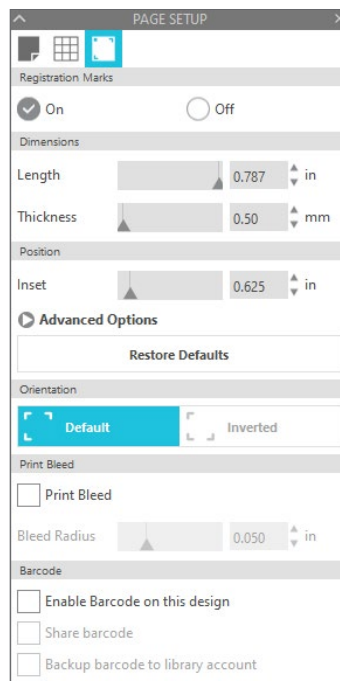 PAGE SETUP
Registration Marks
On Off
Dimensions
Length 0.787 in
Thickness 0.50 mm
Position
Inset 0.625 in
Advanced Options
Restore Defaults
Orientation
Default Inverted
Print Bleed
Print Bleed
Bleed Radius 0.050 in
Barcode
Enable Barcode on this design
Share barcode
Backup barcode to library account